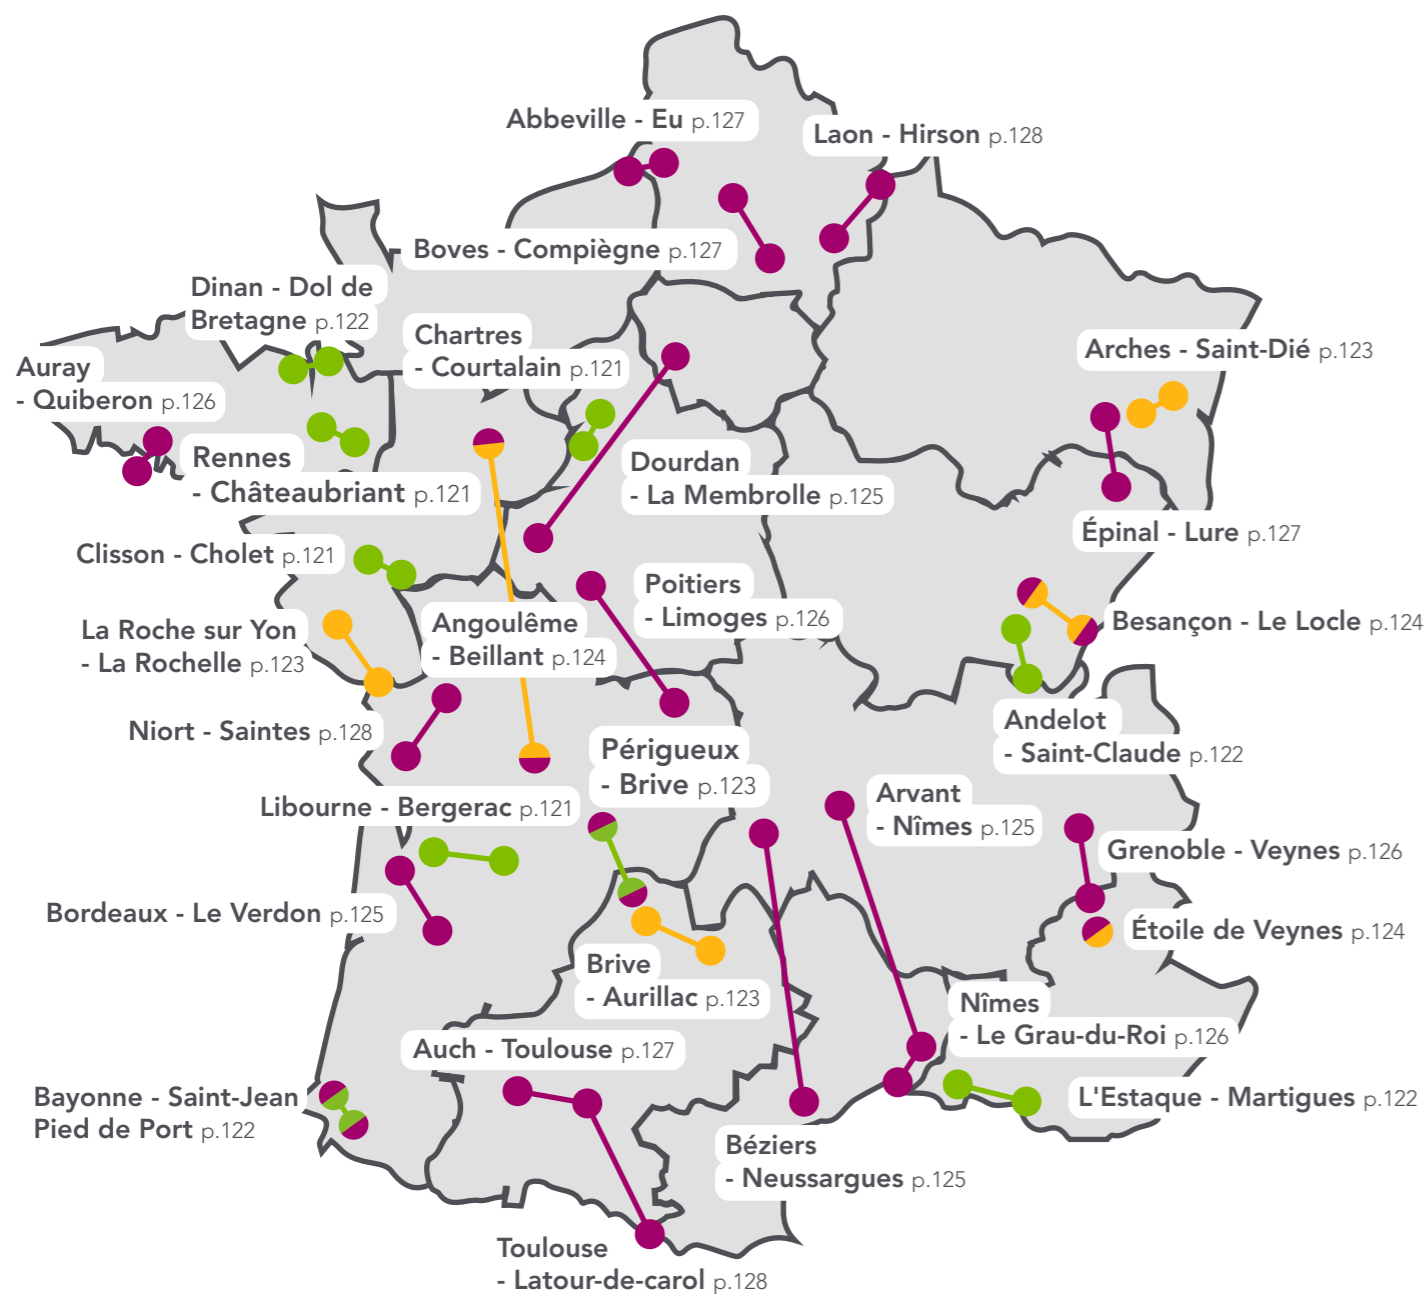 Abbeville - Eu p.127
Laon - Hirson p.128
Boves - Compiègne p.127
Dinan - Dol de
Bretagne p.122
Chartres
- Courtalain p.121
Arches - Saint-Dié p.123
Auray
- Quiberon p.126
Rennes
- Châteaubriant p.121
Dourdan
- La Membrolle p.125
Épinal - Lure p.127
Clisson - Cholet p.121
Poitiers
- Limoges p.126
La Roche sur Yon
- La Rochelle p.123
Angoulême
- Beillant p.124
Besançon - Le Locle p.124
Niort - Saintes p.128
Andelot
- Saint-Claude p.122
Périgueux
- Brive p.123
Libourne - Bergerac p.121
Arvant
- Nîmes p.125
Grenoble - Veynes p.126
Bordeaux - Le Verdon p.125
Étoile de Veynes p.124
Brive
- Aurillac p.123
Nîmes
- Le Grau-du-Roi p.126
Auch - Toulouse p.127
Bayonne - Saint-Jean
Pied de Port p.122
L'Estaque - Martigues p.122
Béziers
- Neussargues p.125
Toulouse
- Latour-de-carol p.128